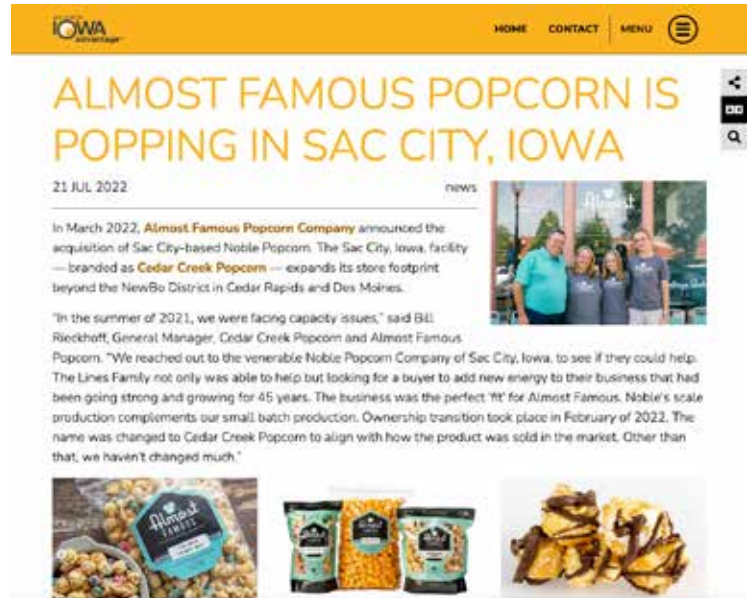 IOWA
advantage
HOME CONTACT MENU
ALMOST FAMOUS POPCORN IS
POPPING IN SAC CITY, IOWA
21 JUL 2022 news
In March 2022, Almost Famous Popcorn Company announced the
acquisition of Sac City-based Noble Popcorn. The Sac City, Iowa, facility
— branded as Cedar Creek Popcorn — expands its store footprint
beyond the NewBo District in Cedar Rapids and Des Moines.
"In the summer of 2021, we were facing capacity issues," said Bill
Rieckhoff, General Manager, Cedar Creek Popcorn and Almost Famous
Popcorn. "We reached out to the venerable Noble Popcorn Company of Sac City, Iowa, to see if they could help.
The Lines Family not only was able to help but looking for a buyer to add new energy to their business that had
been going strong and growing for 45 years. The business was the perfect 'fit' for Almost Famous. Noble's scale
production complements our small batch production. Ownership transition took place in February of 2022. The
name was changed to Cedar Creek Popcorn to align with how the product was sold in the market. Other than
that, we haven't changed much."
Almost
Almost
FAMOUS
Almost